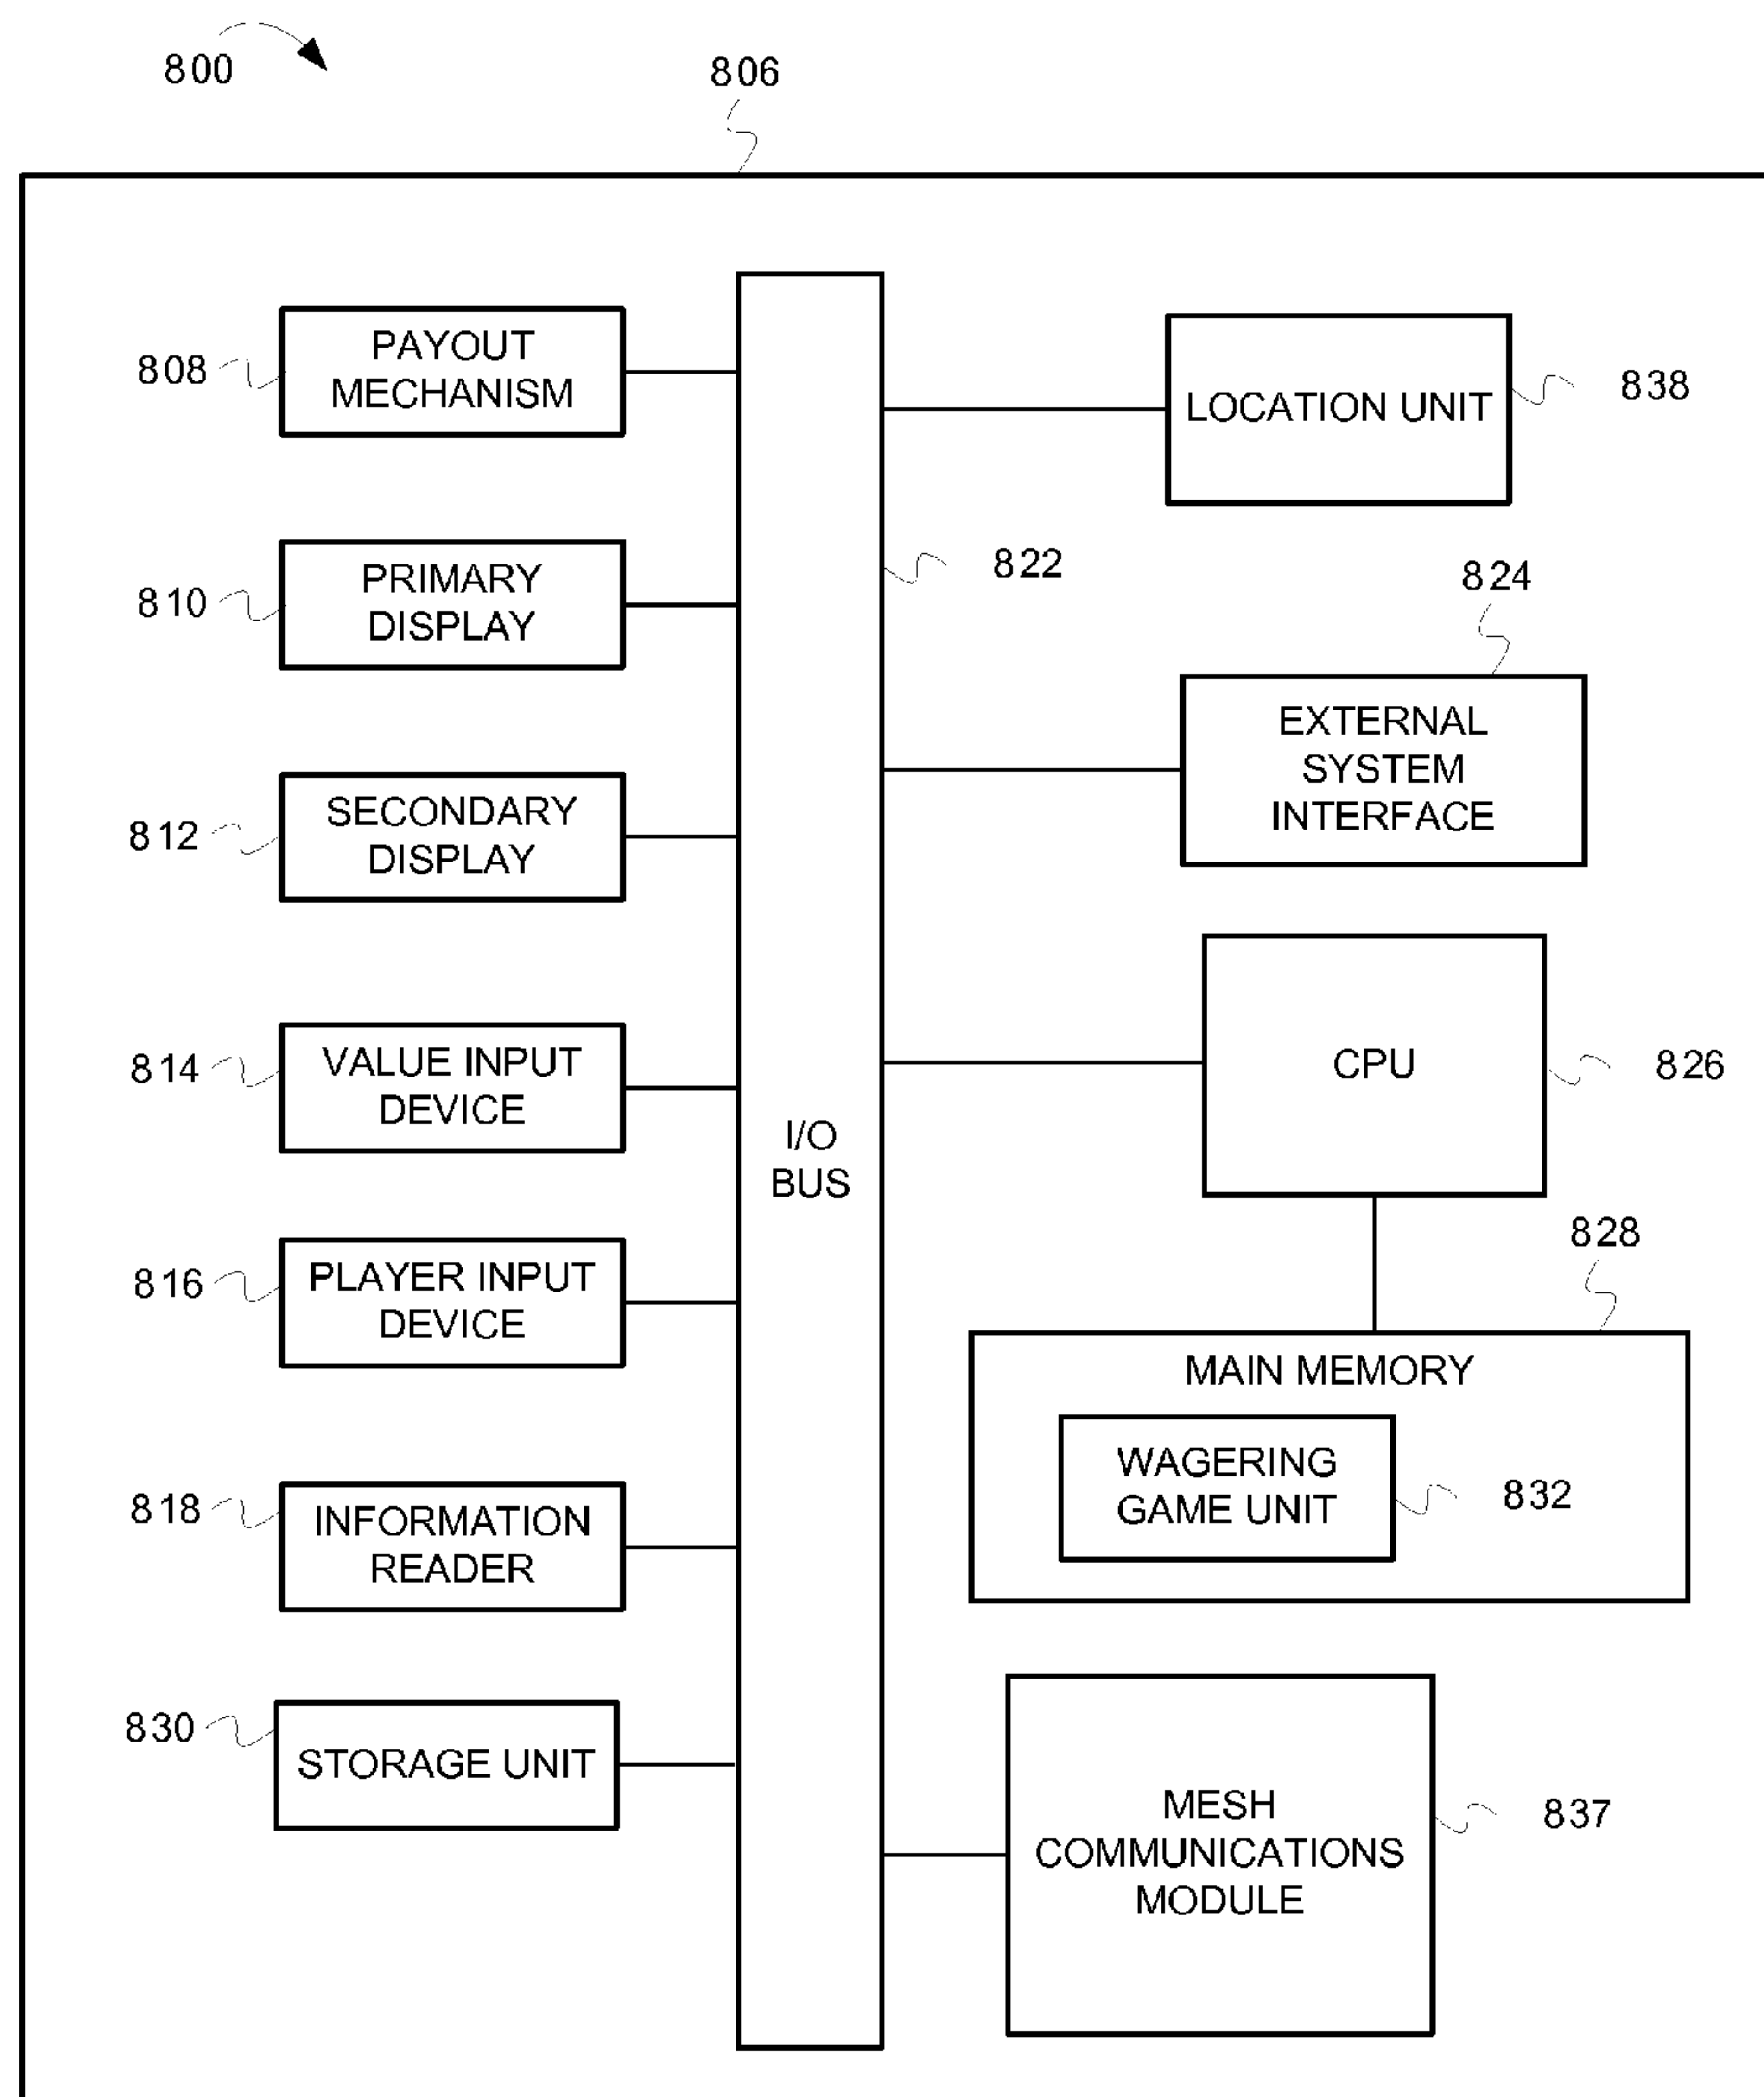 800
806
808
PAYOUT
MECHANISM
LOCATION UNIT
838
822
810
PRIMARY
DISPLAY
824
EXTERNAL
SYSTEM
INTERFACE
812
SECONDARY
DISPLAY
814
VALUE INPUT
DEVICE
I/O
BUS
CPU
826
816
PLAYER INPUT
DEVICE
828
MAIN MEMORY
WAGERING
GAME UNIT
832
818
INFORMATION
READER
830
STORAGE UNIT
MESH
COMMUNICATIONS
MODULE
837